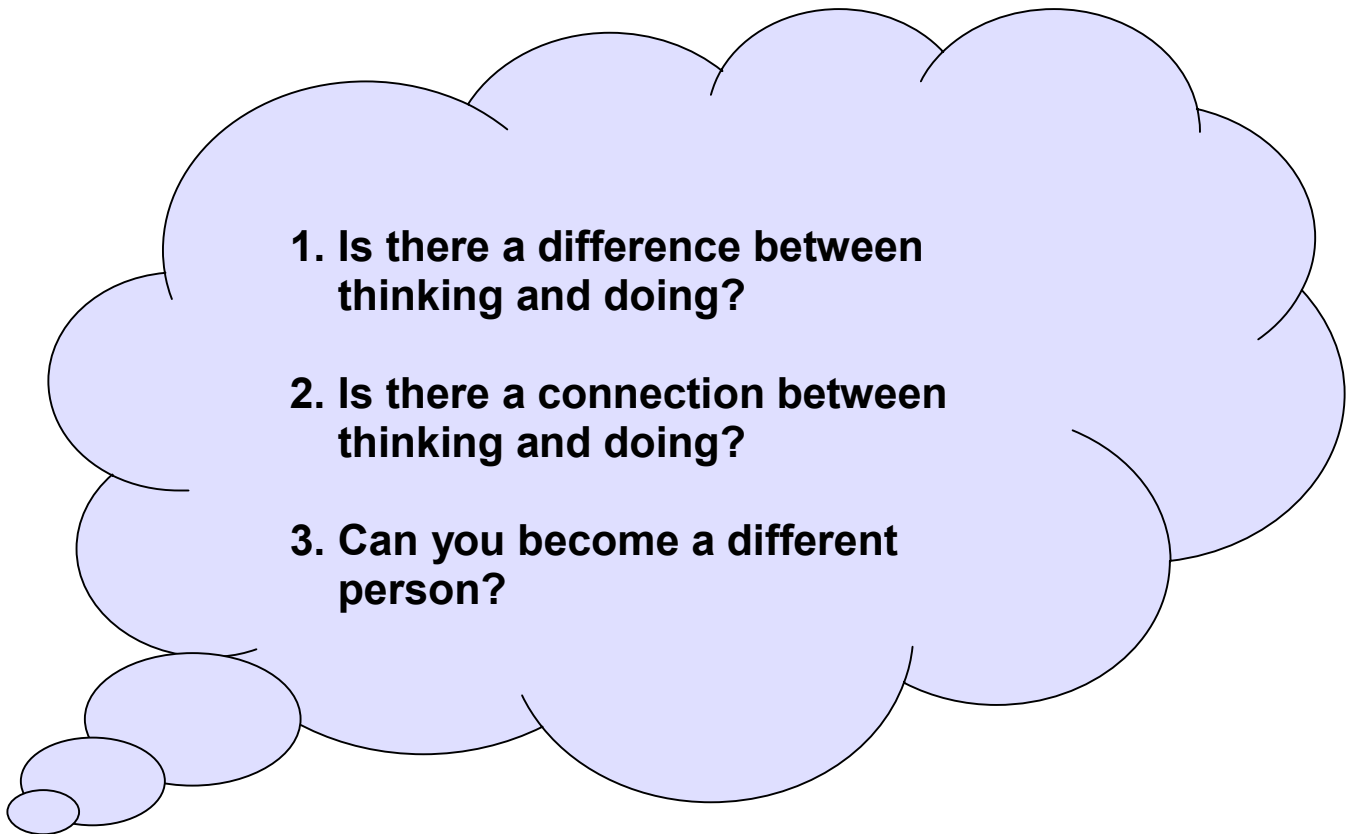 1. Is there a difference between
thinking and doing?
2. Is there a connection between
thinking and doing?
3. Can you become a different
person?